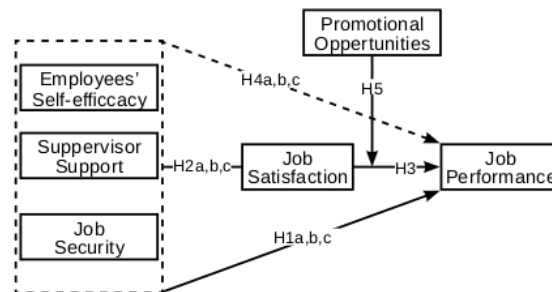 Promotional
Oppertunities
H4a,b,c
Employees'
Self-efficcacy
H5
Suppervisor
Support
H2a,b,c
Job
Satisfaction
H3
Job
Performance
Job
Security
H1a,b,c